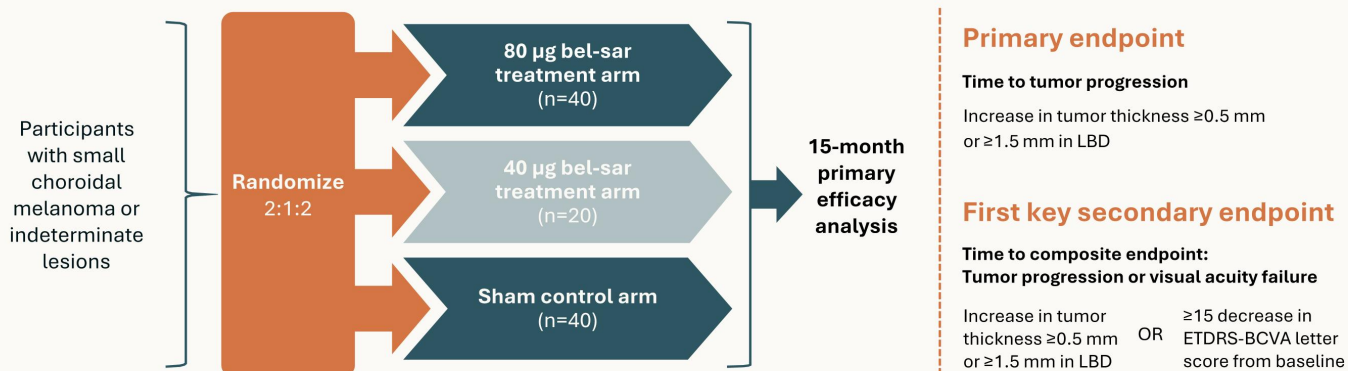 Participants
with small
choroidal
melanoma or
indeterminate
lesions
Randomize
2:1:2
80 µg bel-sar
treatment arm
(n=40)
40 µg bel-sar
treatment arm
(n=20)
Sham control arm
(n=40)
15-month
primary
efficacy
analysis
Primary endpoint
Time to tumor progression
Increase in tumor thickness ≥0.5 mm
or ≥1.5 mm in LBD
First key secondary endpoint
Time to composite endpoint:
Tumor progression or visual acuity failure
Increase in tumor
thickness ≥0.5 mm
or ≥1.5 mm in LBD
OR
≥15 decrease in
ETDRS-BCVA letter
score from baseline